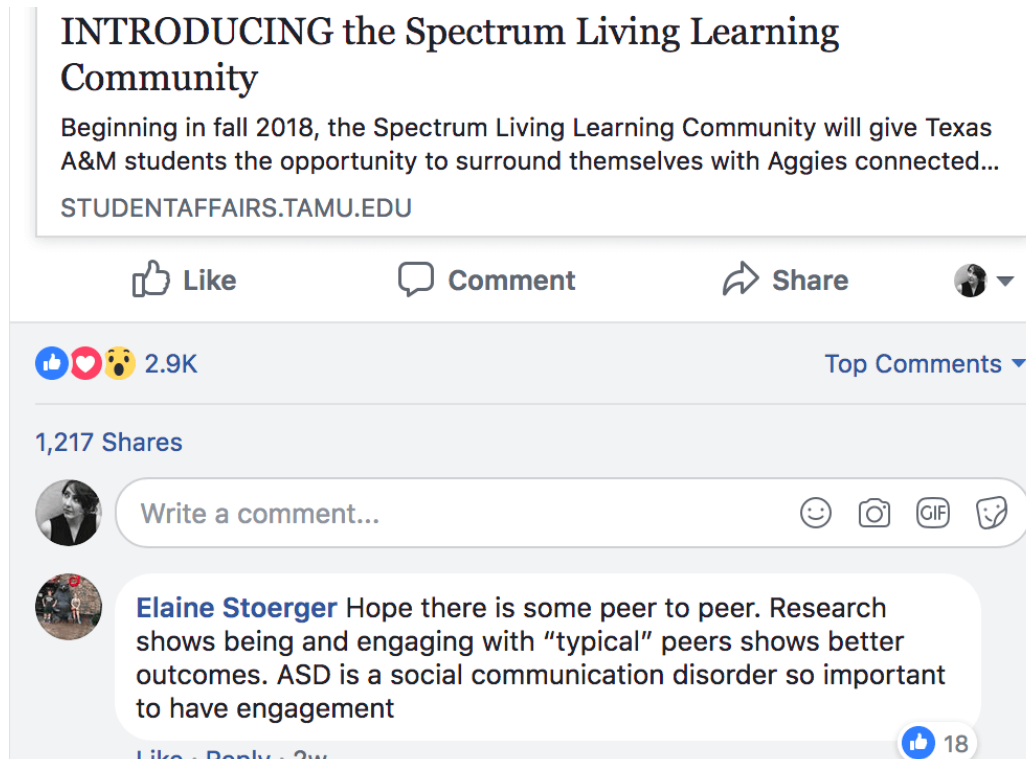 INTRODUCING the Spectrum Living Learning
Community
Beginning in fall 2018, the Spectrum Living Learning Community will give Texas
A&M students the opportunity to surround themselves with Aggies connected...
STUDENTAFFAIRS.TAMU.EDU
Like Comment Share
2.9K Top Comments
1,217 Shares
Write a comment... GIF
Elaine Stoerger Hope there is some peer to peer. Research
shows being and engaging with “typical” peers shows better
outcomes. ASD is a social communication disorder so important
to have engagement
Like · Reply · 2w 18